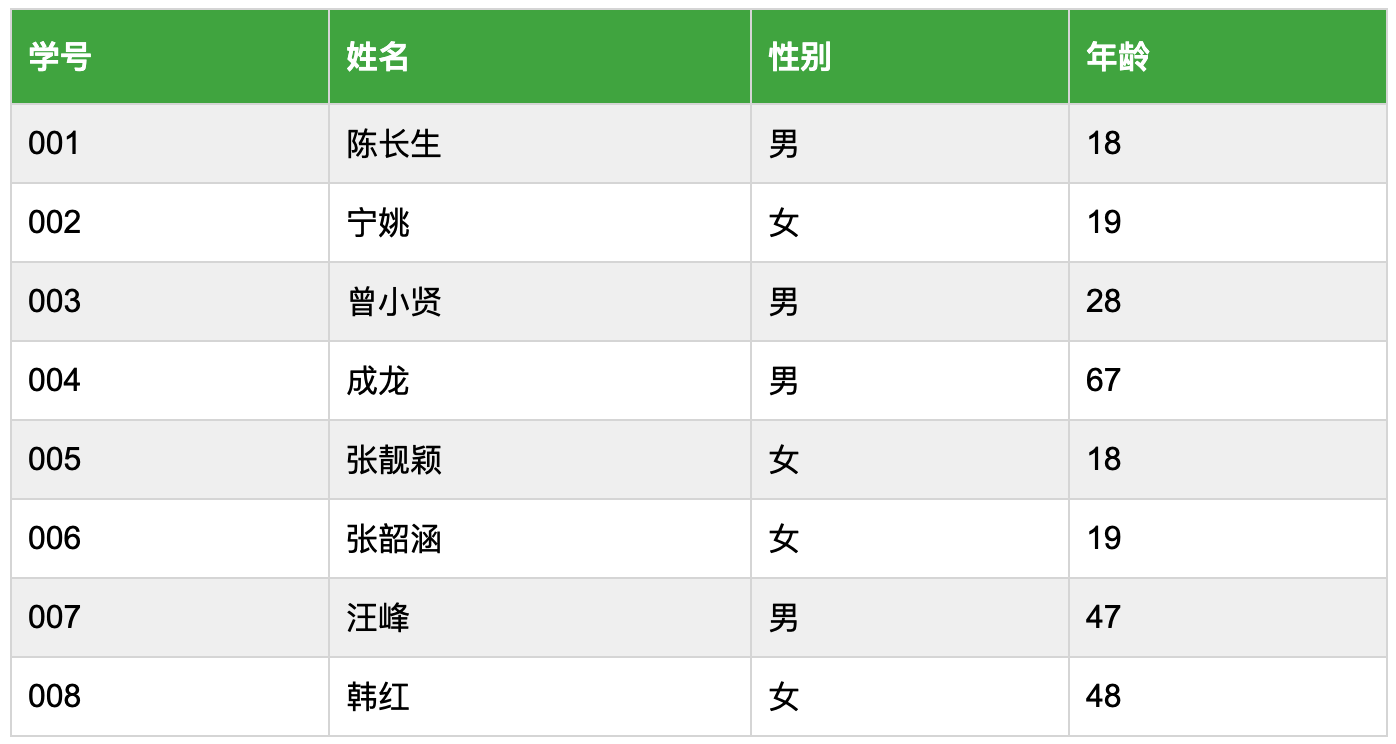 学号 姓名 性别 年龄
001 陈长生 男 18
002 宁姚 女 19
003 曾小贤 男 28
004 成龙 男 67
005 张靓颖 女 18
006 张韶涵 女 19
007 汪峰 男 47
008 韩红 女 48